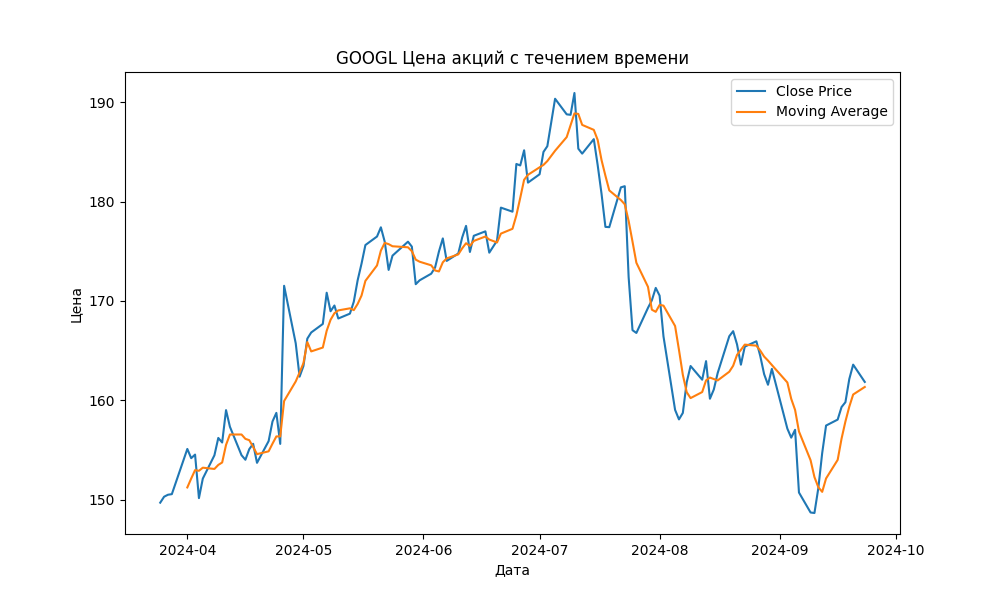 GOOGL Цена акций с течением времени
Close Price
Moving Average
190
180
170
160
150
Цена
2024-04
2024-05
2024-06
2024-07
2024-08
2024-09
2024-10
Дата